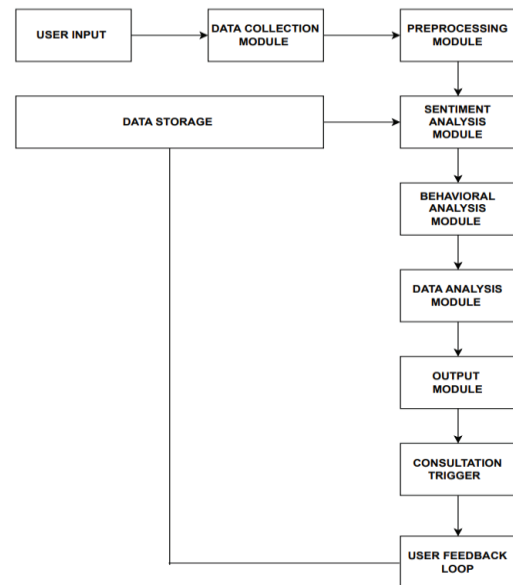 USER INPUT
DATA COLLECTION
MODULE
PREPROCESSING
MODULE
DATA STORAGE
SENTIMENT
ANALYSIS
MODULE
BEHAVIORAL
ANALYSIS
MODULE
DATA ANALYSIS
MODULE
OUTPUT
MODULE
CONSULTATION
TRIGGER
USER FEEDBACK
LOOP